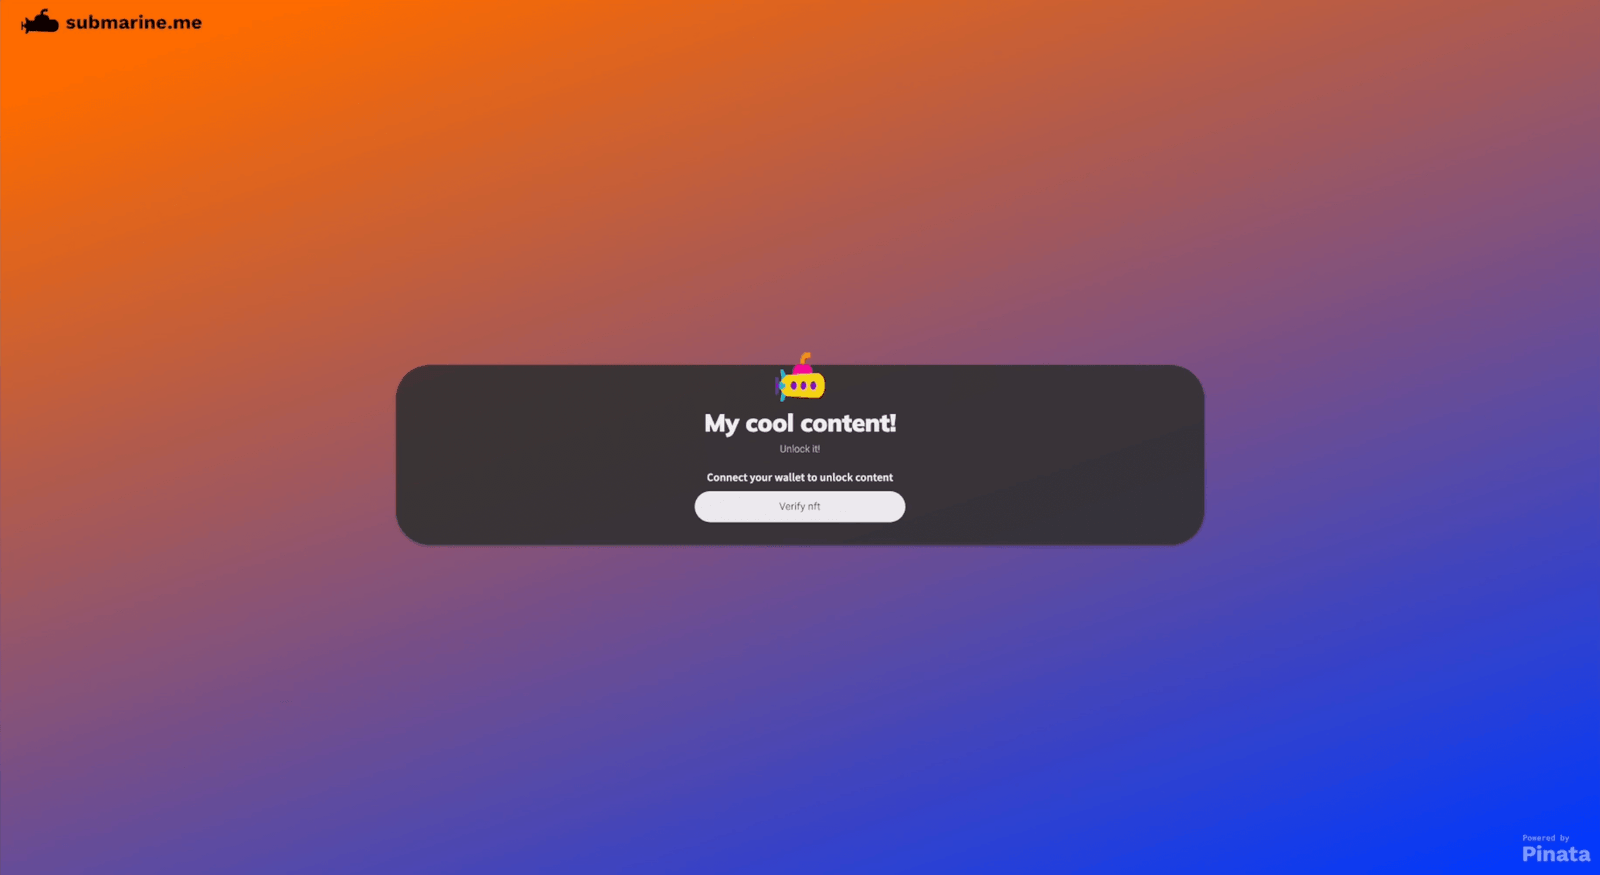 submarine.me
My cool content!
Unlock it!
Connect your wallet to unlock content
Verify nft
Powered by
Pinata